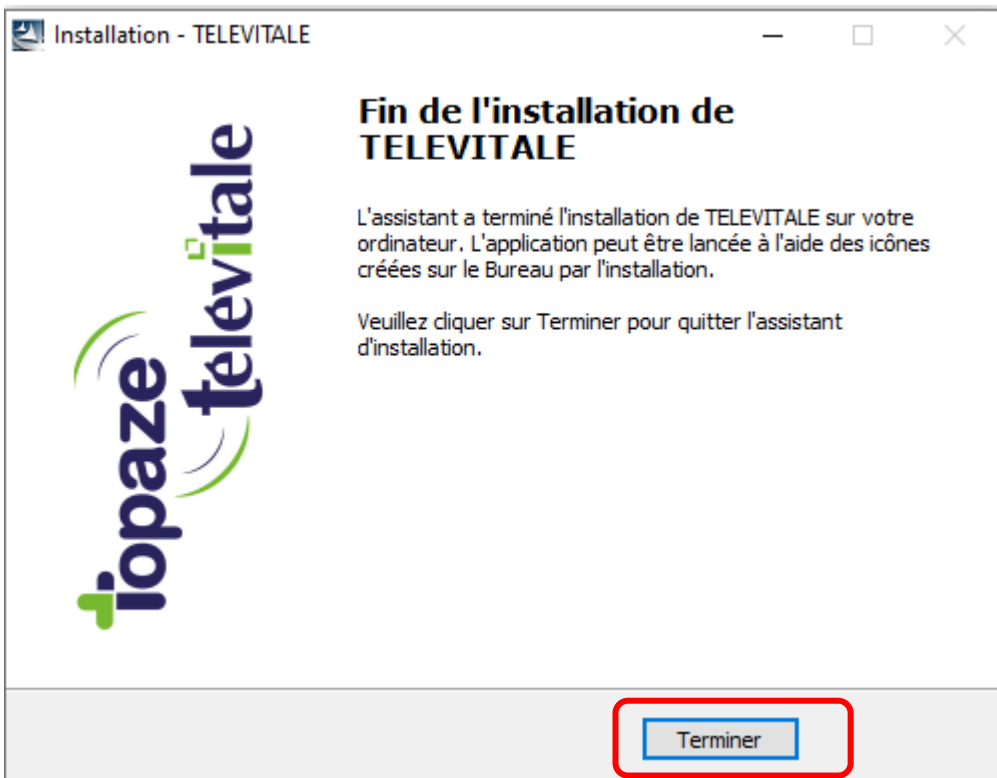 Installation - TELEVITALE
Fin de l'installation de
TELEVITALE
L'assistant a terminé l'installation de TELEVITALE sur votre
ordinateur. L'application peut être lancée à l'aide des icônes
créées sur le Bureau par l'installation.
Veuillez cliquer sur Terminer pour quitter l'assistant
d'installation.
topaze
télévitale
Terminer